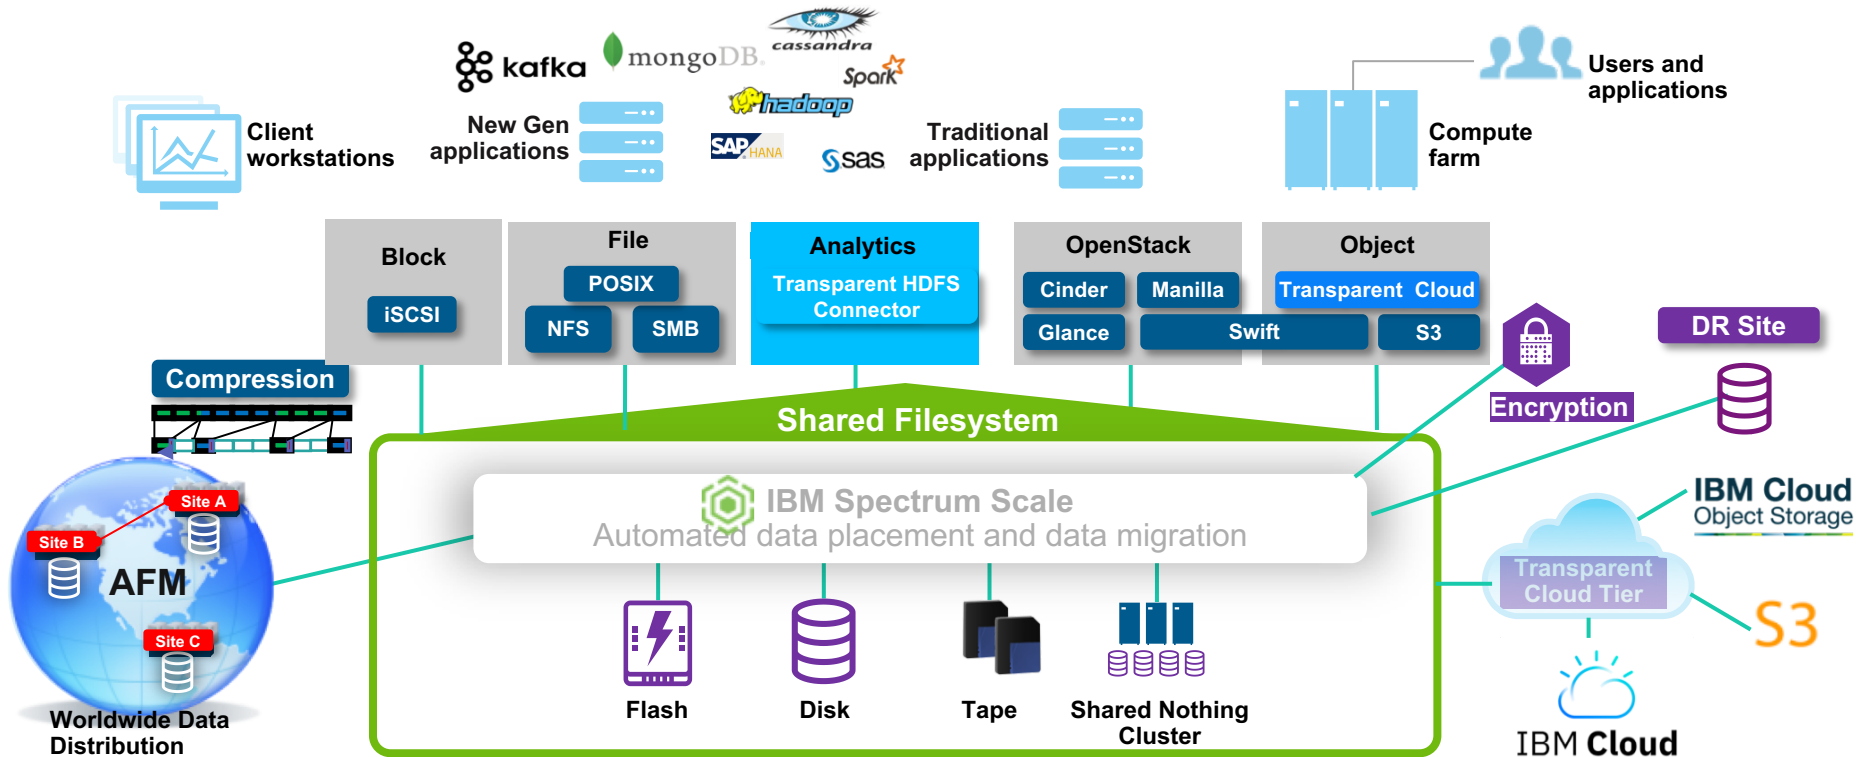 kafka
mongoDB.
cassandra
Spark
hadoop
SAP HANA
sas
Client
workstations
New Gen
applications
Traditional
applications
Compute
farm
Users and
applications
Block
iSCSI
File
POSIX
NFS
SMB
Analytics
Transparent HDFS
Connector
OpenStack
Cinder
Manilla
Glance
Swift
Object
Transparent Cloud
S3
Compression
Encryption
DR Site
Shared Filesystem
IBM Spectrum Scale
Automated data placement and data migration
Site A
Site B
AFM
Site C
Worldwide Data
Distribution
Flash
Disk
Tape
Shared Nothing
Cluster
IBM Cloud
Object Storage
Transparent
Cloud Tier
S3
IBM Cloud